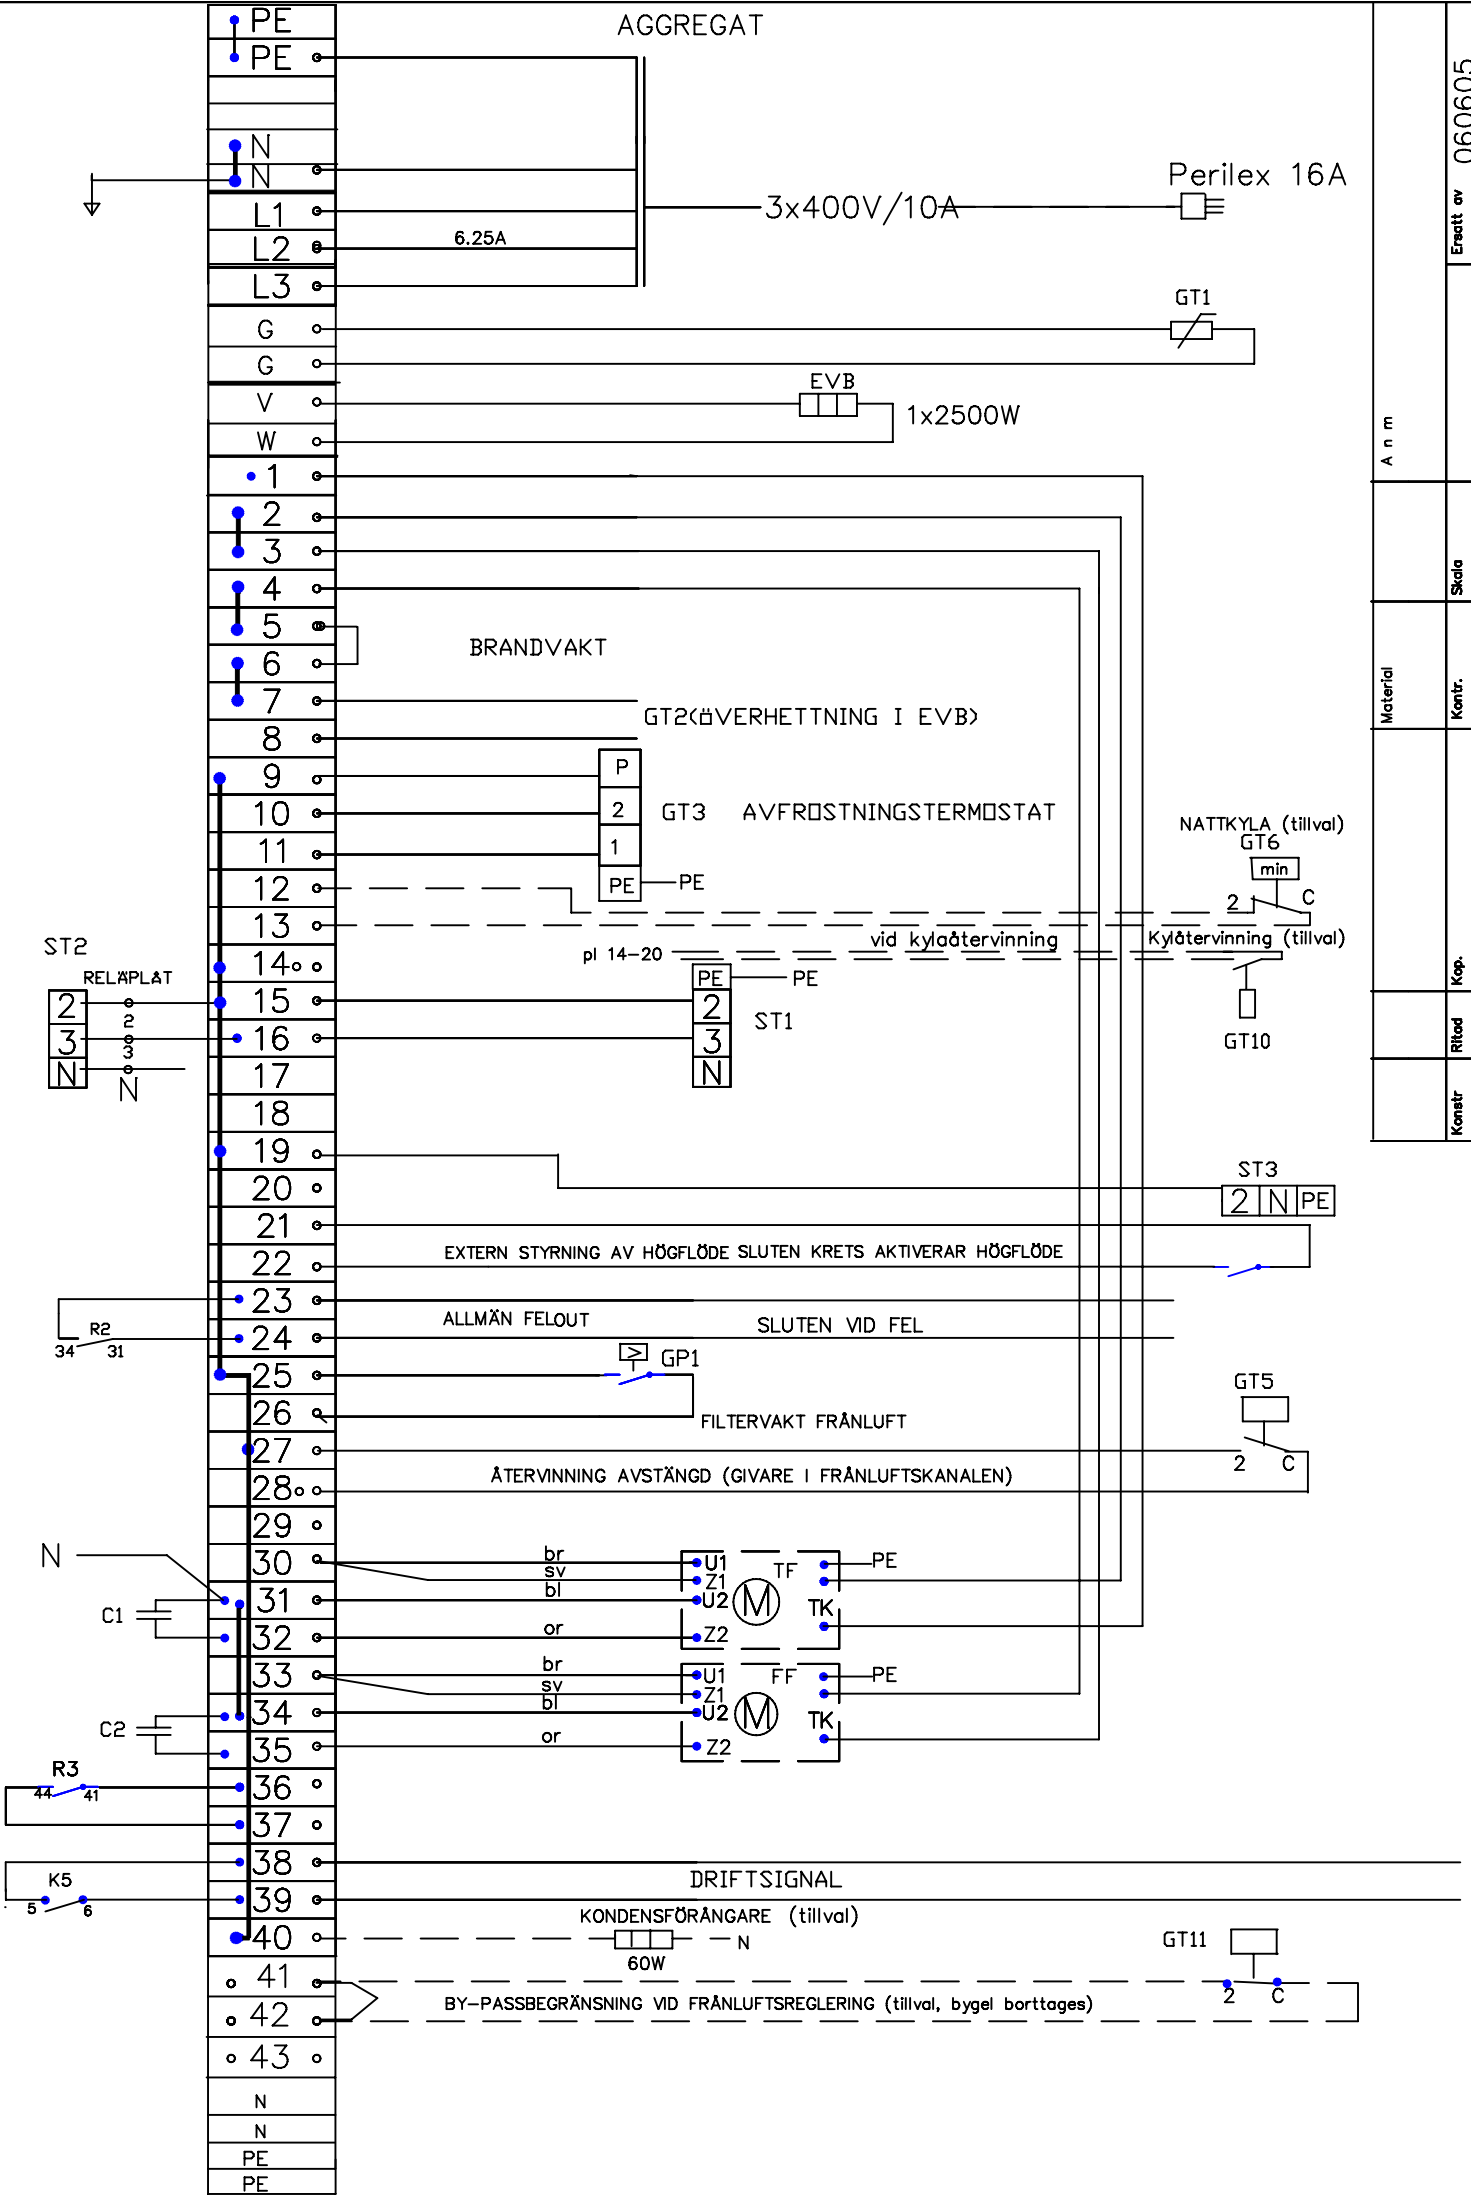 PE
AGGREGAT
PE
N
N
Perilex 16A
L1
3x400V/10A
L2
6.25A
L3
GT1
G
G
EVB
V
1x2500W
W
1
2
3
4
5
BRANDVAKT
6
7
GT2(ÖVERHETTNING I EVB)
8
9
P
10
2
GT3 AVFROSTNINGSTERMOSTAT
11
1
NATTKYLA (tillval)
GT6
min
12
PE
PE
2
C
13
vid kylaåtervinning
Kylåtervinning (tillval)
pl 14-20
ST2
RELÄPLÅT
14
PE
PE
2
2
15
2
ST1
3
3
16
3
GT10
N
N
17
N
18
19
ST3
20
2 N PE
21
EXTERN STYRNING AV HÖGFLÖDE SLUTEN KRETS AKTIVERAR HÖGFLÖDE
22
23
ALLMÄN FELOUT
SLUTEN VID FEL
R2
34
31
24
GP1
25
GT5
26
FILTERVAKT FRÅNLUFT
27
2
C
ÅTERVINNING AVSTÄNGD (GIVARE I FRÅNLUFTSKANALEN)
28
29
N
30
br
sv
bl
U1
Z1
U2
TF
PE
M
C1
31
TK
32
or
Z2
33
br
sv
bl
U1
Z1
U2
FF
PE
M
C2
34
TK
35
or
Z2
R3
44
41
36
37
38
DRIFTSIGNAL
K5
5
6
39
KONDENSFÖRÅNGARE (tillval)
40
N
60W
GT11
41
2
C
BY-PASSBEGRÄNSNING VID FRÅNLUFTSREGLERING (tillval, bygel borttages)
42
43
N
N
PE
PE
A n m
Material
Ersatt av
060605
Skala
Kontr.
Kop.
Ritad
Konstr